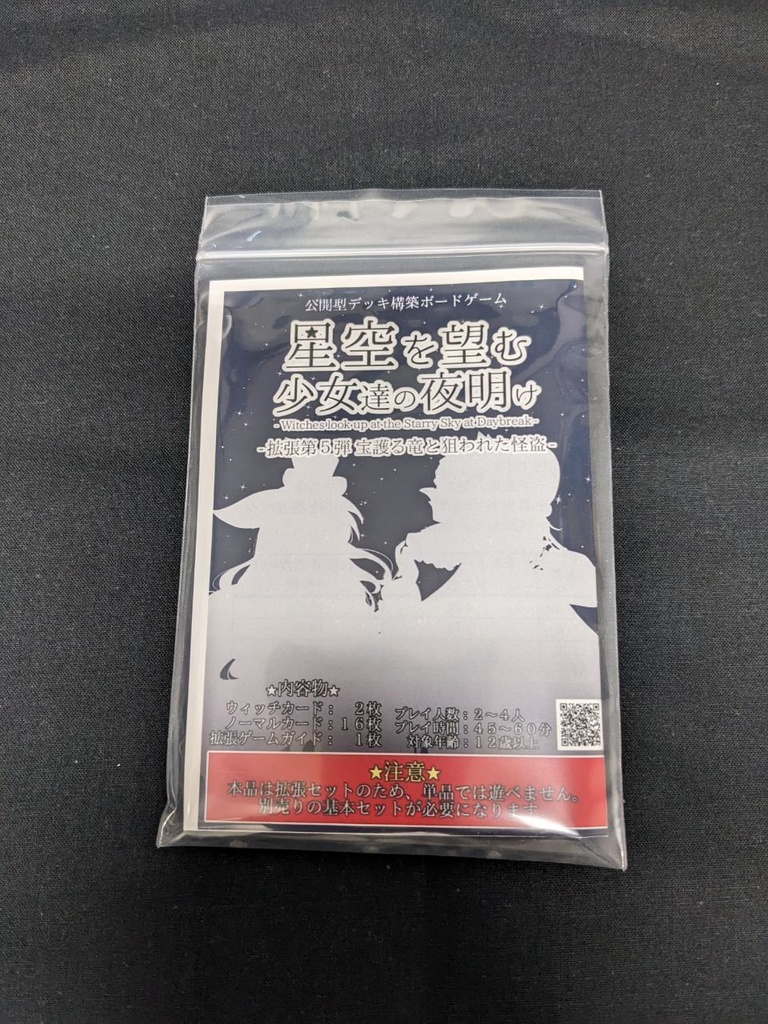 公開型デッキ構築ボードゲーム
星空を望む
少女達の夜明け
- Witches look up at the Starry Sky at Daybreak -
-拡張第5弾 宝護る竜と狙われた怪盗-
★内容物★
ウィッチカード： 2枚
ノーマルカード：16枚
拡張ゲームガイド： 1枚
プレイ人数：2～4人
プレイ時間：45～60分
対象年齢：12歳以上
★注意★
本品は拡張セットのため、単品では遊べません。
別売りの基本セットが必要になります